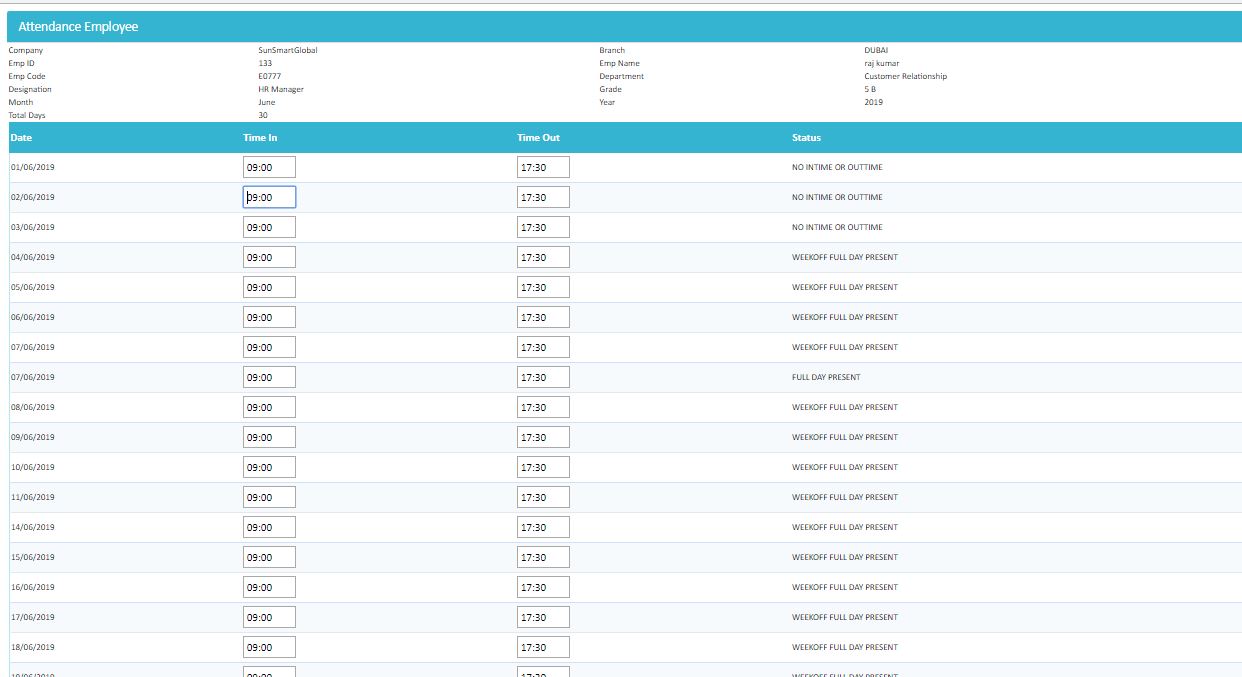 Attendance Employee
Company SunSmartGlobal Branch DUBAI
Emp ID 133 Emp Name raj kumar
Emp Code E0777 Department Customer Relationship
Designation HR Manager Grade 5 B
Month June Year 2019
Total Days 30
Date Time In Time Out Status
01/06/2019 09:00 17:30 NO INTIME OR OUTTIME
02/06/2019 09:00 17:30 NO INTIME OR OUTTIME
03/06/2019 09:00 17:30 NO INTIME OR OUTTIME
04/06/2019 09:00 17:30 WEEKOFF FULL DAY PRESENT
05/06/2019 09:00 17:30 WEEKOFF FULL DAY PRESENT
06/06/2019 09:00 17:30 WEEKOFF FULL DAY PRESENT
07/06/2019 09:00 17:30 WEEKOFF FULL DAY PRESENT
07/06/2019 09:00 17:30 FULL DAY PRESENT
08/06/2019 09:00 17:30 WEEKOFF FULL DAY PRESENT
09/06/2019 09:00 17:30 WEEKOFF FULL DAY PRESENT
10/06/2019 09:00 17:30 WEEKOFF FULL DAY PRESENT
11/06/2019 09:00 17:30 WEEKOFF FULL DAY PRESENT
14/06/2019 09:00 17:30 WEEKOFF FULL DAY PRESENT
15/06/2019 09:00 17:30 WEEKOFF FULL DAY PRESENT
16/06/2019 09:00 17:30 WEEKOFF FULL DAY PRESENT
17/06/2019 09:00 17:30 WEEKOFF FULL DAY PRESENT
18/06/2019 09:00 17:30 WEEKOFF FULL DAY PRESENT